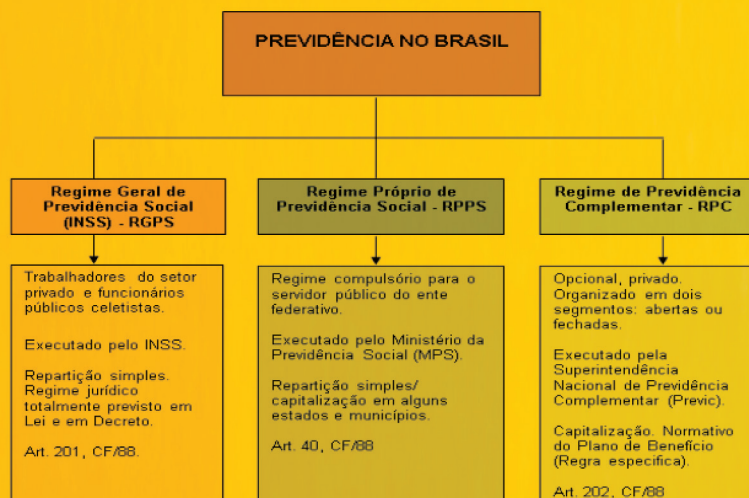 PREVIDÊNCIA NO BRASIL
Regime Geral de
Previdência Social
(INSS) - RGPS
Trabalhadores do setor
privado e funcionários
públicos celetistas.
Executado pelo INSS.
Repartição simples.
Regime jurídico
totalmente previsto em
Lei e em Decreto.
Art. 201, CF/88.
Regime Próprio de
Previdência Social - RPPS
Regime compulsório para o
servidor público do ente
federativo.
Executado pelo Ministério da
Previdência Social (MPS).
Repartição simples/
capitalização em alguns
estados e municípios.
Art. 40, CF/88
Regime de Previdência
Complementar - RPC
Opcional, privado.
Organizado em dois
segmentos: abertas ou
fechadas.
Executado pela
Superintendência
Nacional de Previdência
Complementar (Previc).
Capitalização. Normativo
do Plano de Benefício
(Regra especifica).
Art. 202, CF/88